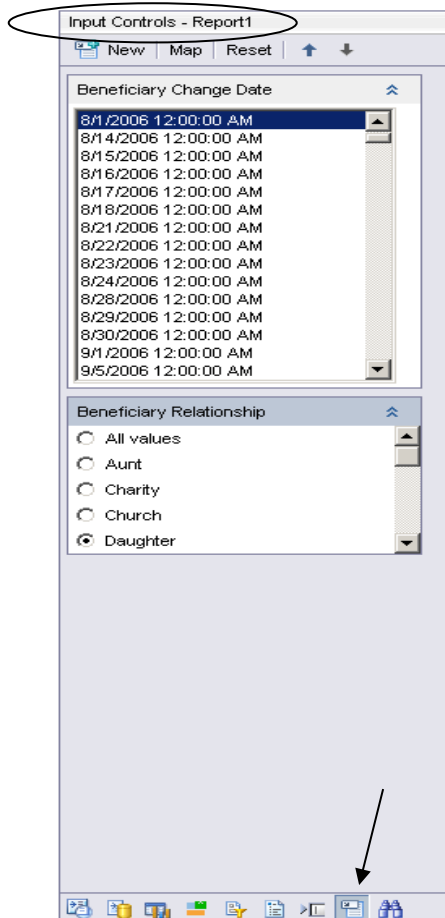 Input Controls - Report1
New Map Reset
Beneficiary Change Date
8/1/2006 12:00:00 AM
8/14/2006 12:00:00 AM
8/15/2006 12:00:00 AM
8/16/2006 12:00:00 AM
8/17/2006 12:00:00 AM
8/18/2006 12:00:00 AM
8/21/2006 12:00:00 AM
8/22/2006 12:00:00 AM
8/23/2006 12:00:00 AM
8/24/2006 12:00:00 AM
8/28/2006 12:00:00 AM
8/29/2006 12:00:00 AM
8/30/2006 12:00:00 AM
9/1/2006 12:00:00 AM
9/5/2006 12:00:00 AM
Beneficiary Relationship
All values
Aunt
Charity
Church
Daughter